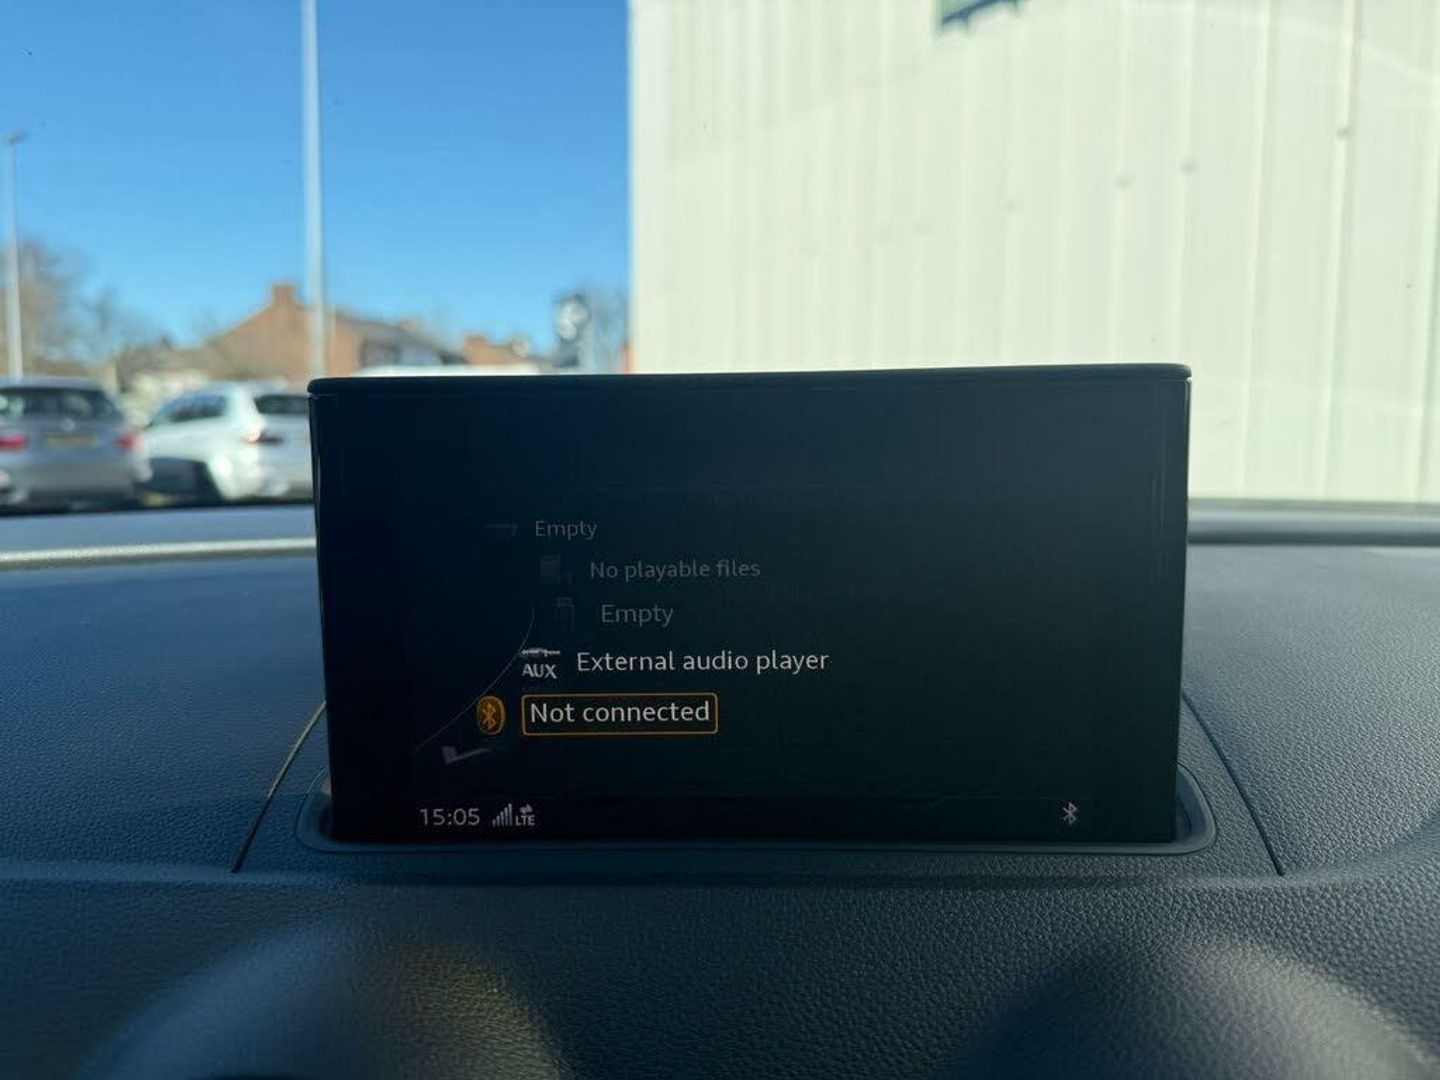 Empty
No playable files
Empty
AUX External audio player
Not connected
15:05 LTE